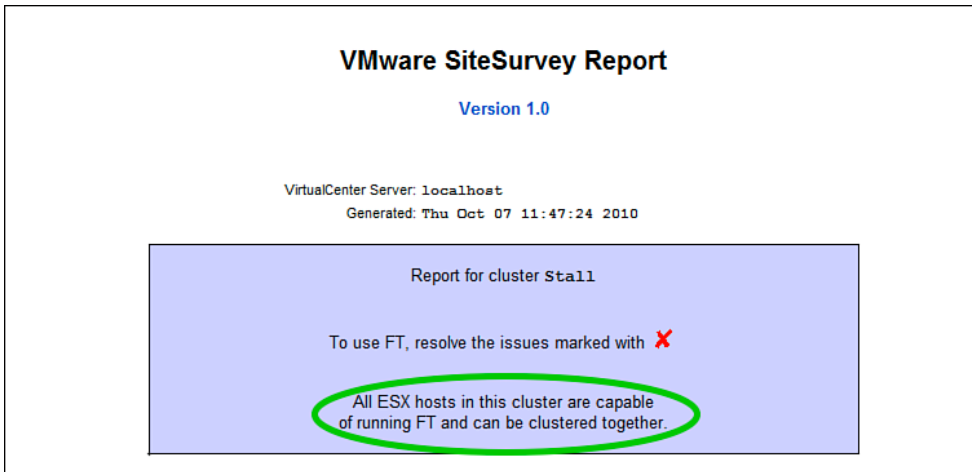 VMware SiteSurvey Report
Version 1.0
VirtualCenter Server: localhost
Generated: Thu Oct 07 11:47:24 2010
Report for cluster Stall
To use FT, resolve the issues marked with
All ESX hosts in this cluster are capable
of running FT and can be clustered together.